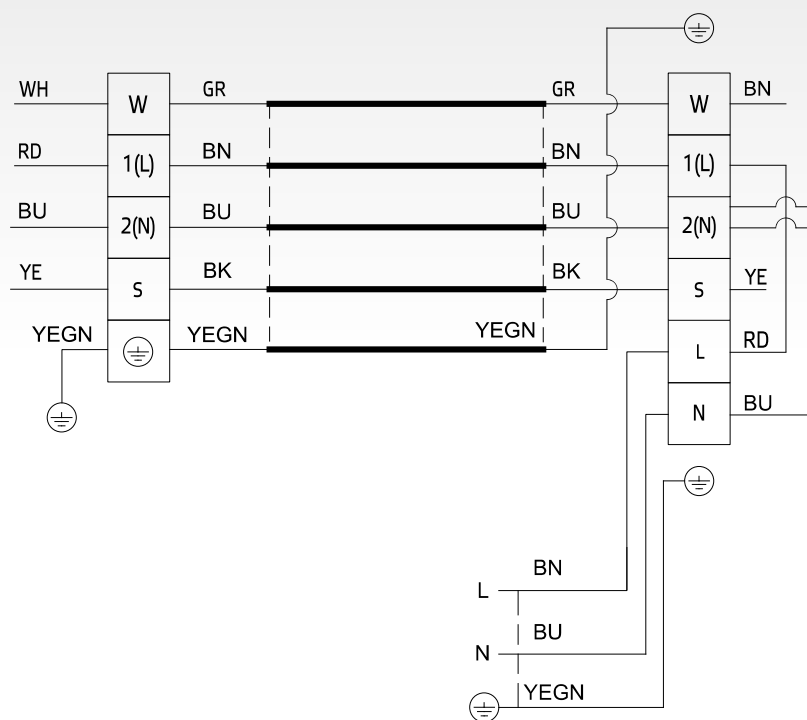 WH W GR GR W BN
RD 1(L) BN BN 1(L)
BU 2(N) BU BU 2(N)
YE S BK BK S YE
YEGN YEGN YEGN L RD
N BU
L BN
N BU
YEGN